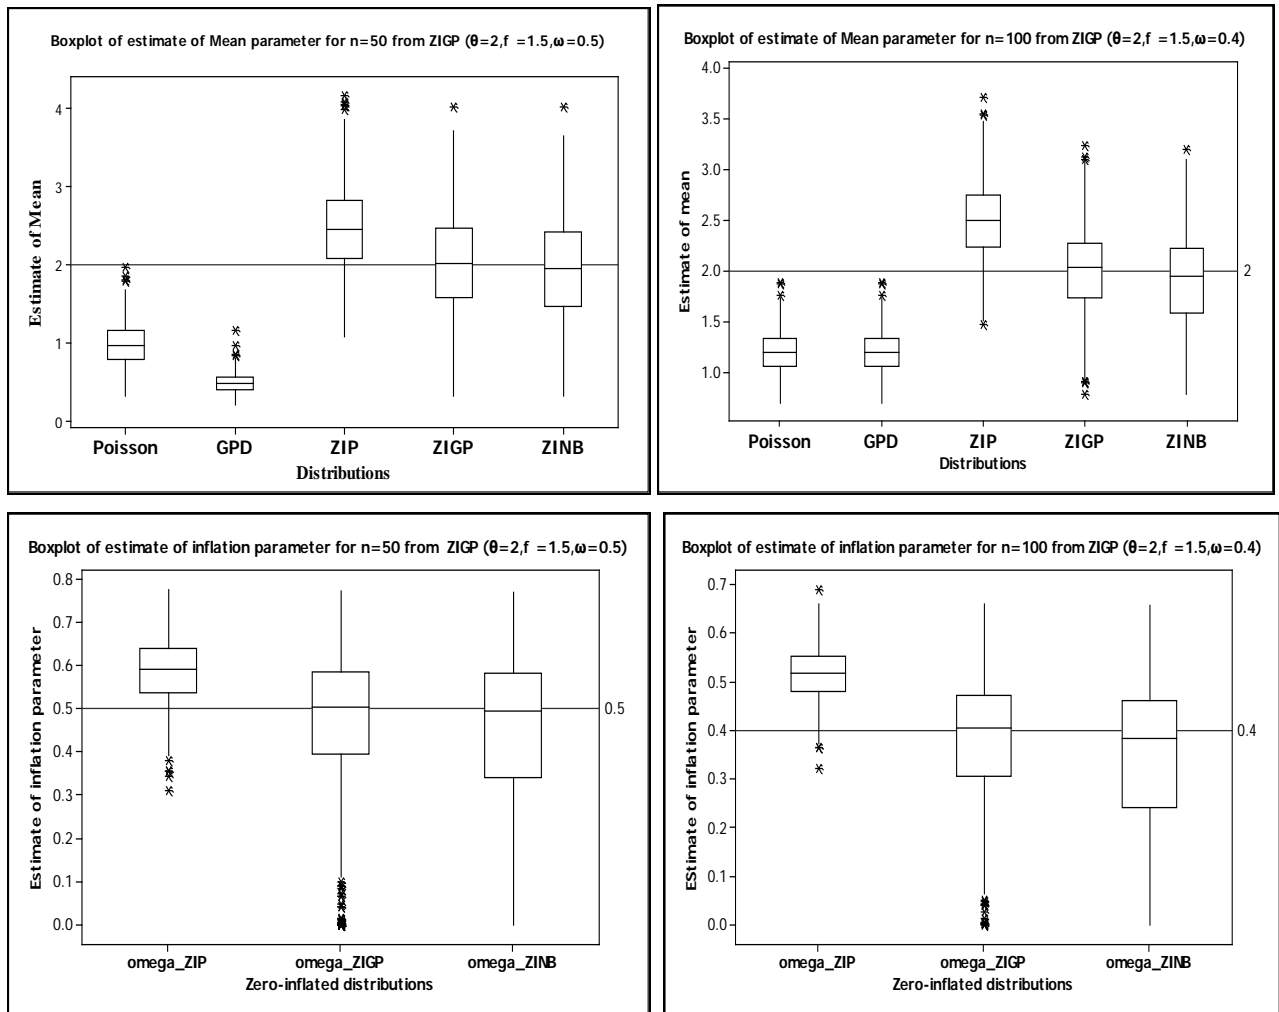 Boxplot of estimate of Mean parameter for n=50 from ZIGP (θ=2,f =1.5,ω=0.5)
Estimate of Mean
4
3
2
1
0
Poisson GPD ZIP ZIGP ZINB
Distributions
Boxplot of estimate of Mean parameter for n=100 from ZIGP (θ=2,f =1.5,ω=0.4)
Estimate of mean
4.0
3.5
3.0
2.5
2.0
1.5
1.0
2
Poisson GPD ZIP ZIGP ZINB
Distributions
Boxplot of estimate of inflation parameter for n=50 from ZIGP (θ=2,f =1.5,ω=0.5)
Estimate of inflation parameter
0.8
0.7
0.6
0.5
0.4
0.3
0.2
0.1
0.0
0.5
omega_ZIP omega_ZIGP omega_ZINB
Zero-inflated distributions
Boxplot of estimate of inflation parameter for n=100 from ZIGP (θ=2,f =1.5,ω=0.4)
EStimate of inflation parameter
0.7
0.6
0.5
0.4
0.3
0.2
0.1
0.0
0.4
omega_ZIP omega_ZIGP omega_ZINB
Zero-inflated distributions